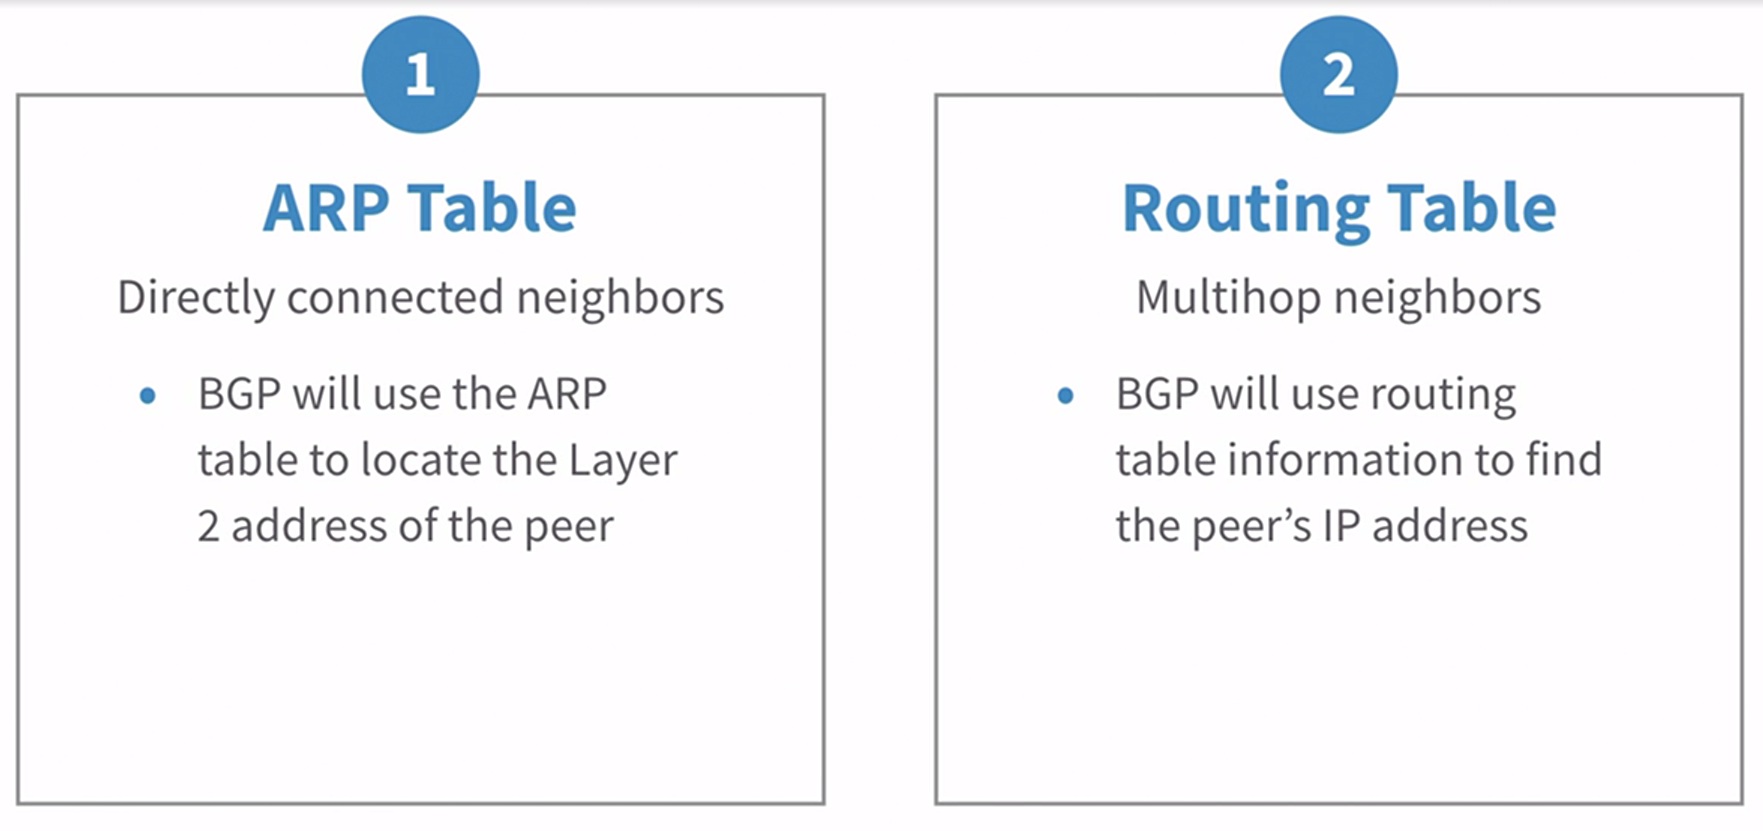 1
ARP Table
Directly connected neighbors
• BGP will use the ARP
table to locate the Layer
2 address of the peer
2
Routing Table
Multihop neighbors
• BGP will use routing
table information to find
the peer’s IP address